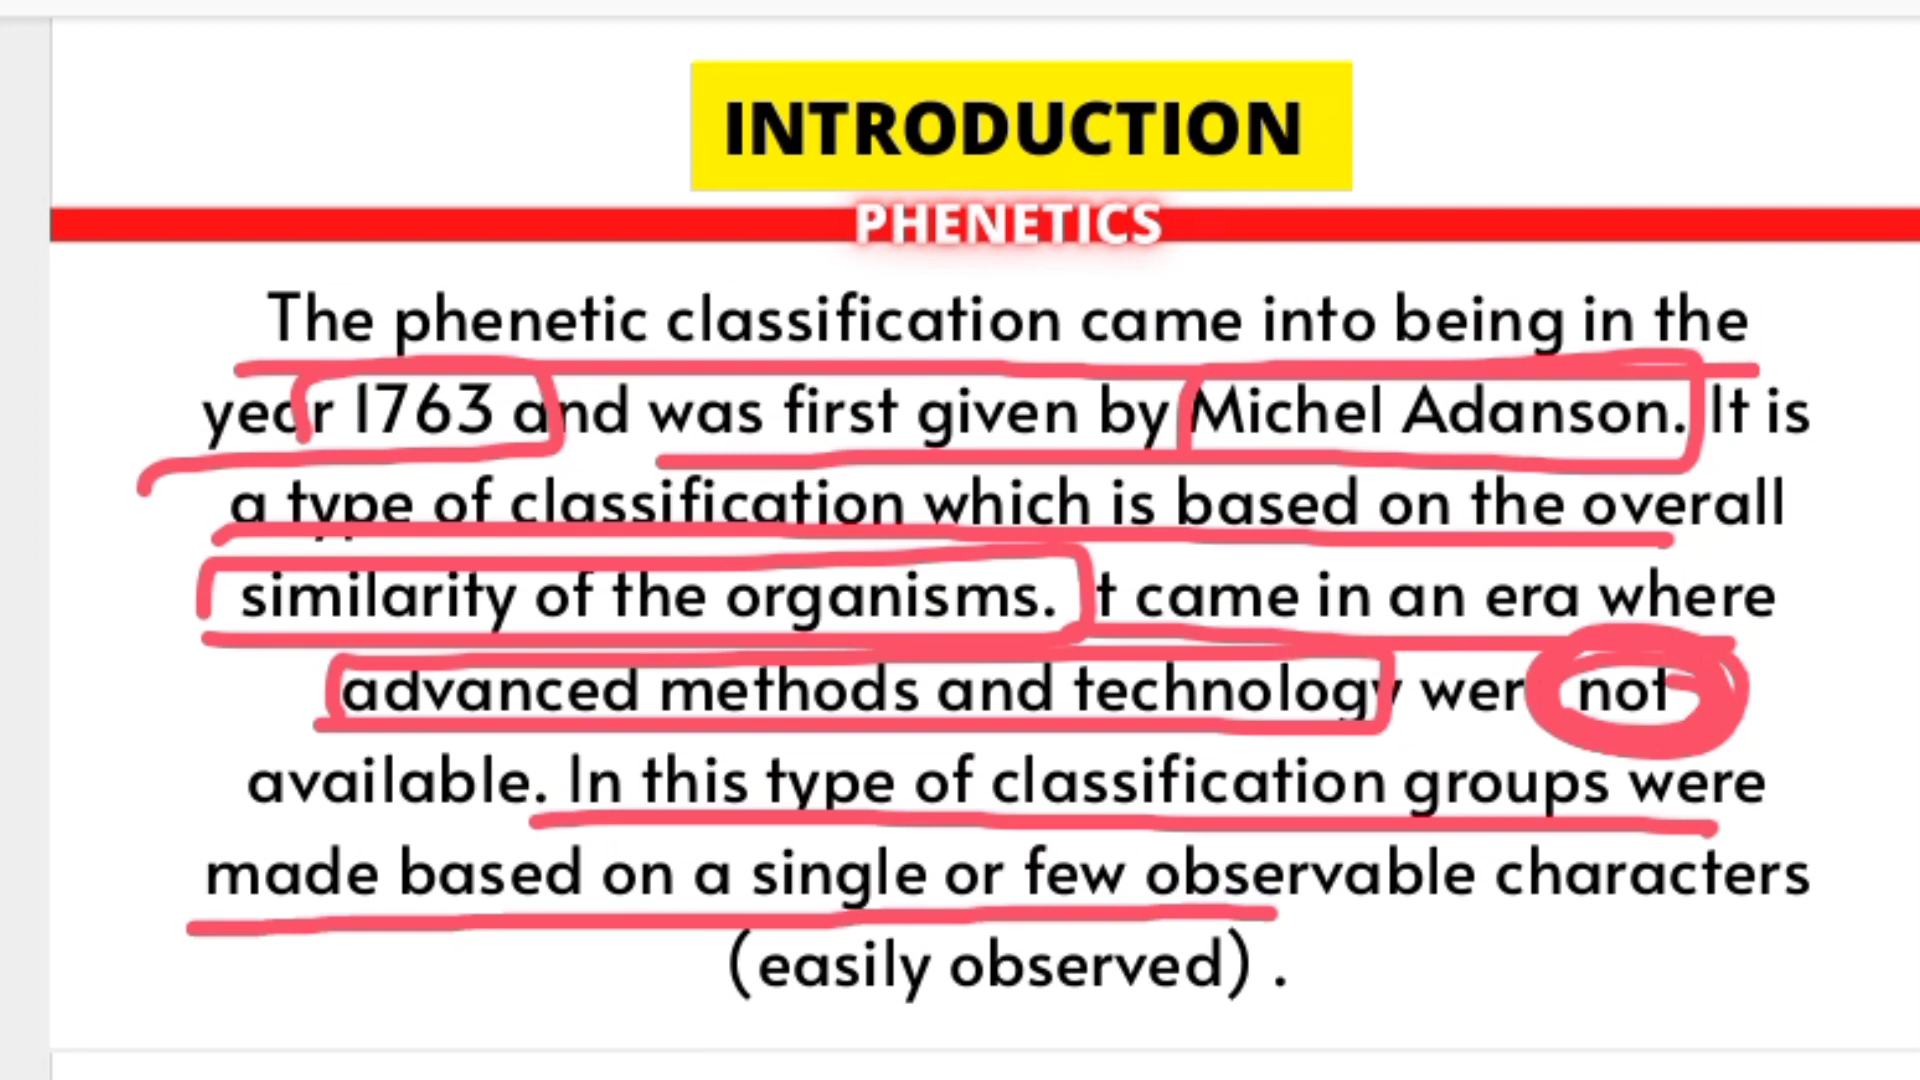 INTRODUCTION
PHENETICS
The phenetic classification came into being in the
year 1763 and was first given by Michel Adanson. It is
a type of classification which is based on the overall
similarity of the organisms. It came in an era where
advanced methods and technology were not
available. In this type of classification groups were
made based on a single or few observable characters
(easily observed) .